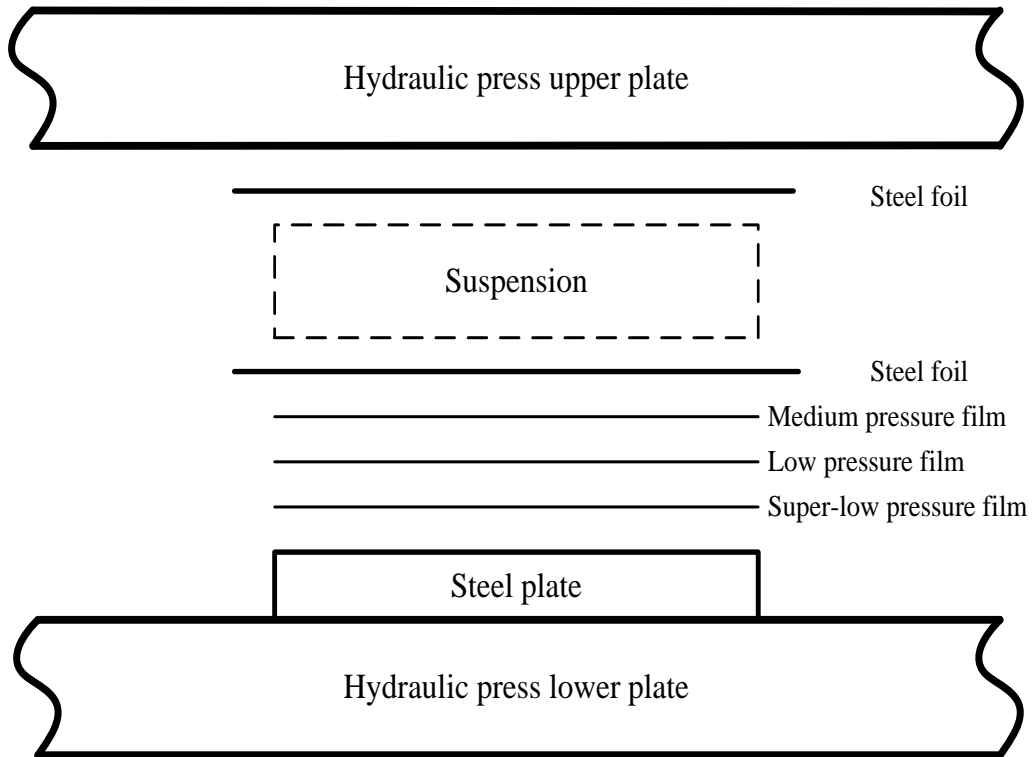 Hydraulic press upper plate
Steel foil
Suspension
Steel foil
Medium pressure film
Low pressure film
Super-low pressure film
Steel plate
Hydraulic press lower plate